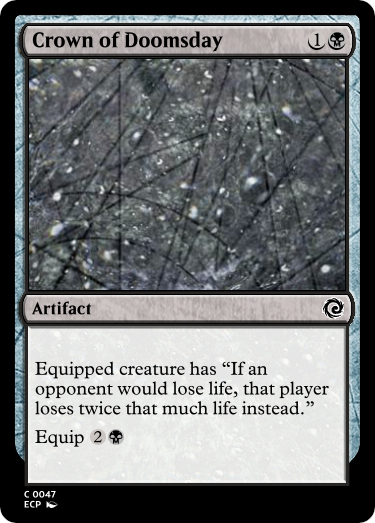 Crown of Doomsday 1
Artifact
Equipped creature has “If an
opponent would lose life, that player
loses twice that much life instead.”
Equip 2
C 0047
ECP